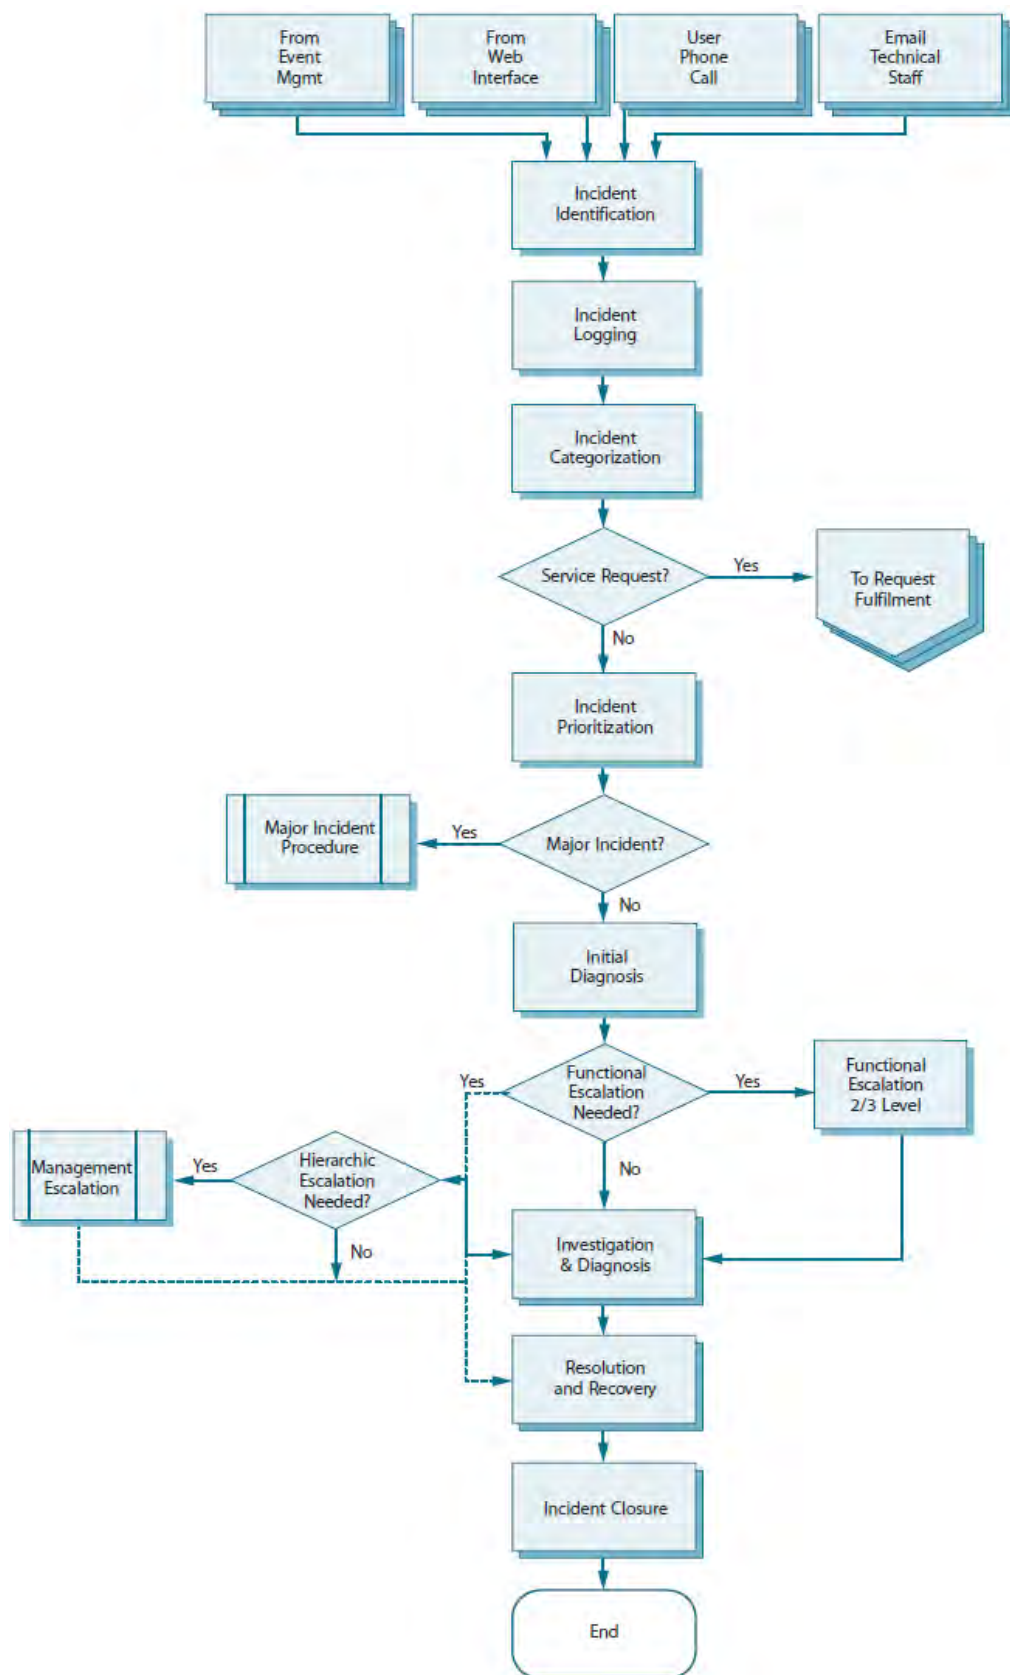 From
Event
Mgmt
From
Web
Interface
User
Phone
Call
Email
Technical
Staff
Incident
Identification
Incident
Logging
Incident
Categorization
Service Request?
Yes
To Request
Fulfilment
No
Incident
Prioritization
Major Incident
Procedure
Yes
Major Incident?
No
Initial
Diagnosis
Yes
Functional
Escalation
Needed?
Yes
Functional
Escalation
2/3 Level
Management
Escalation
Yes
Hierarchic
Escalation
Needed?
No
No
Investigation
& Diagnosis
Resolution
and Recovery
Incident Closure
End